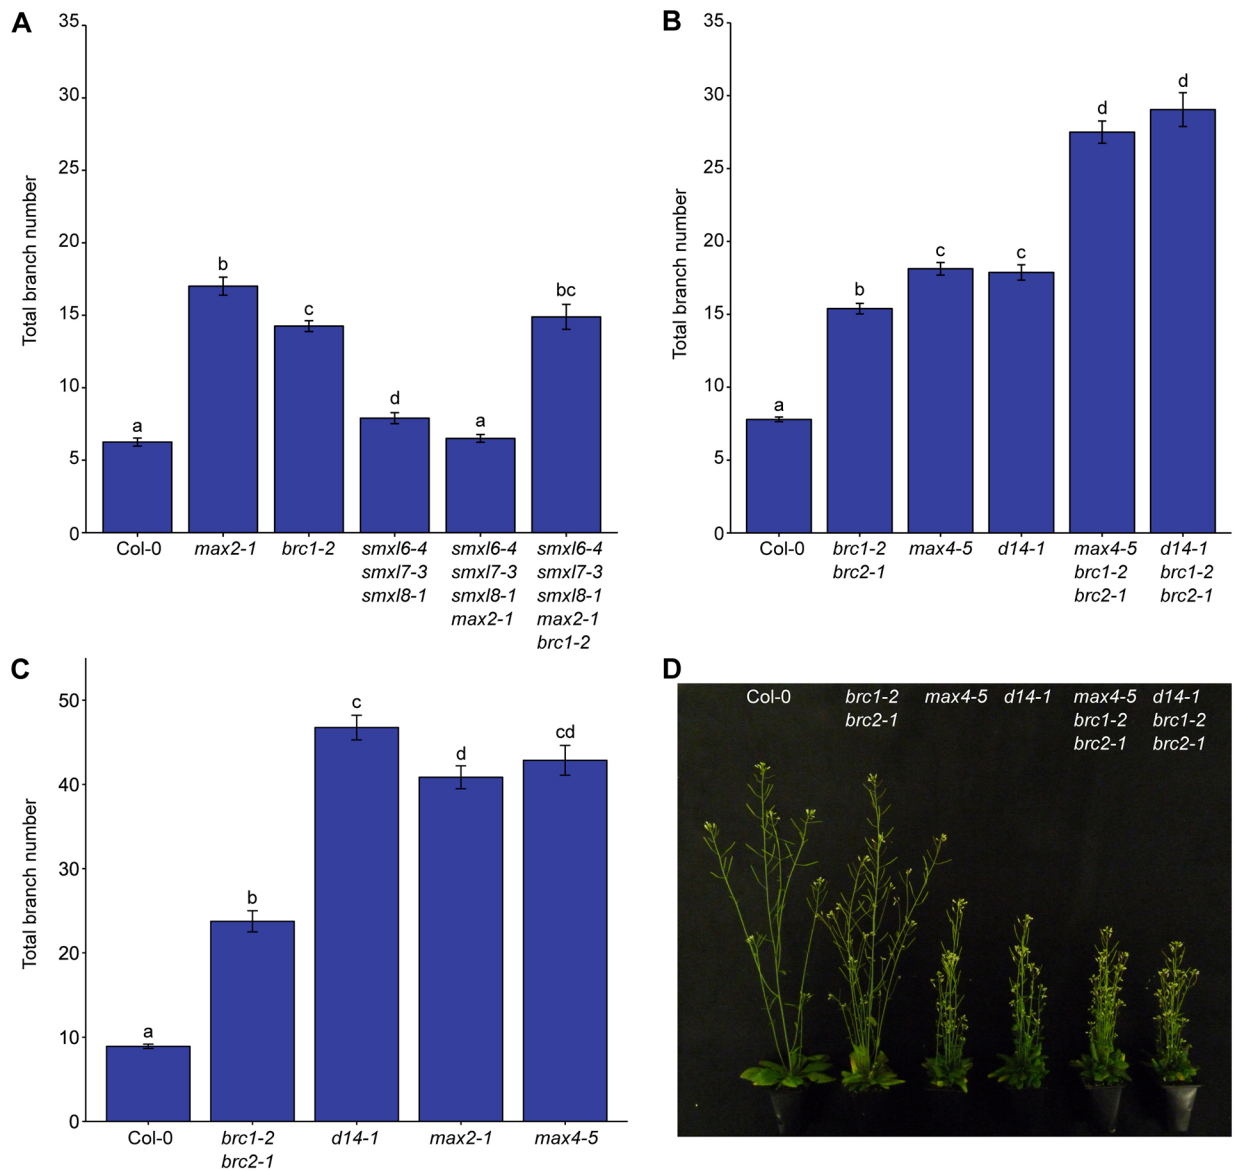 A
Total branch number
35
30
25
20
15
10
5
0
a
b
c
d
a
bc
Col-0
max2-1
brc1-2
smxl6-4
smxl7-3
smxl8-1
smxl6-4
smxl7-3
smxl8-1
max2-1
smxl6-4
smxl7-3
smxl8-1
max2-1
brc1-2
B
Total branch number
35
30
25
20
15
10
5
0
a
b
c
c
d
d
Col-0
brc1-2
brc2-1
max4-5
d14-1
max4-5
brc1-2
brc2-1
d14-1
brc1-2
brc2-1
C
Total branch number
50
40
30
20
10
0
a
b
c
d
cd
Col-0
brc1-2
brc2-1
d14-1
max2-1
max4-5
D
Col-0
brc1-2
brc2-1
max4-5
d14-1
max4-5
brc1-2
brc2-1
d14-1
brc1-2
brc2-1